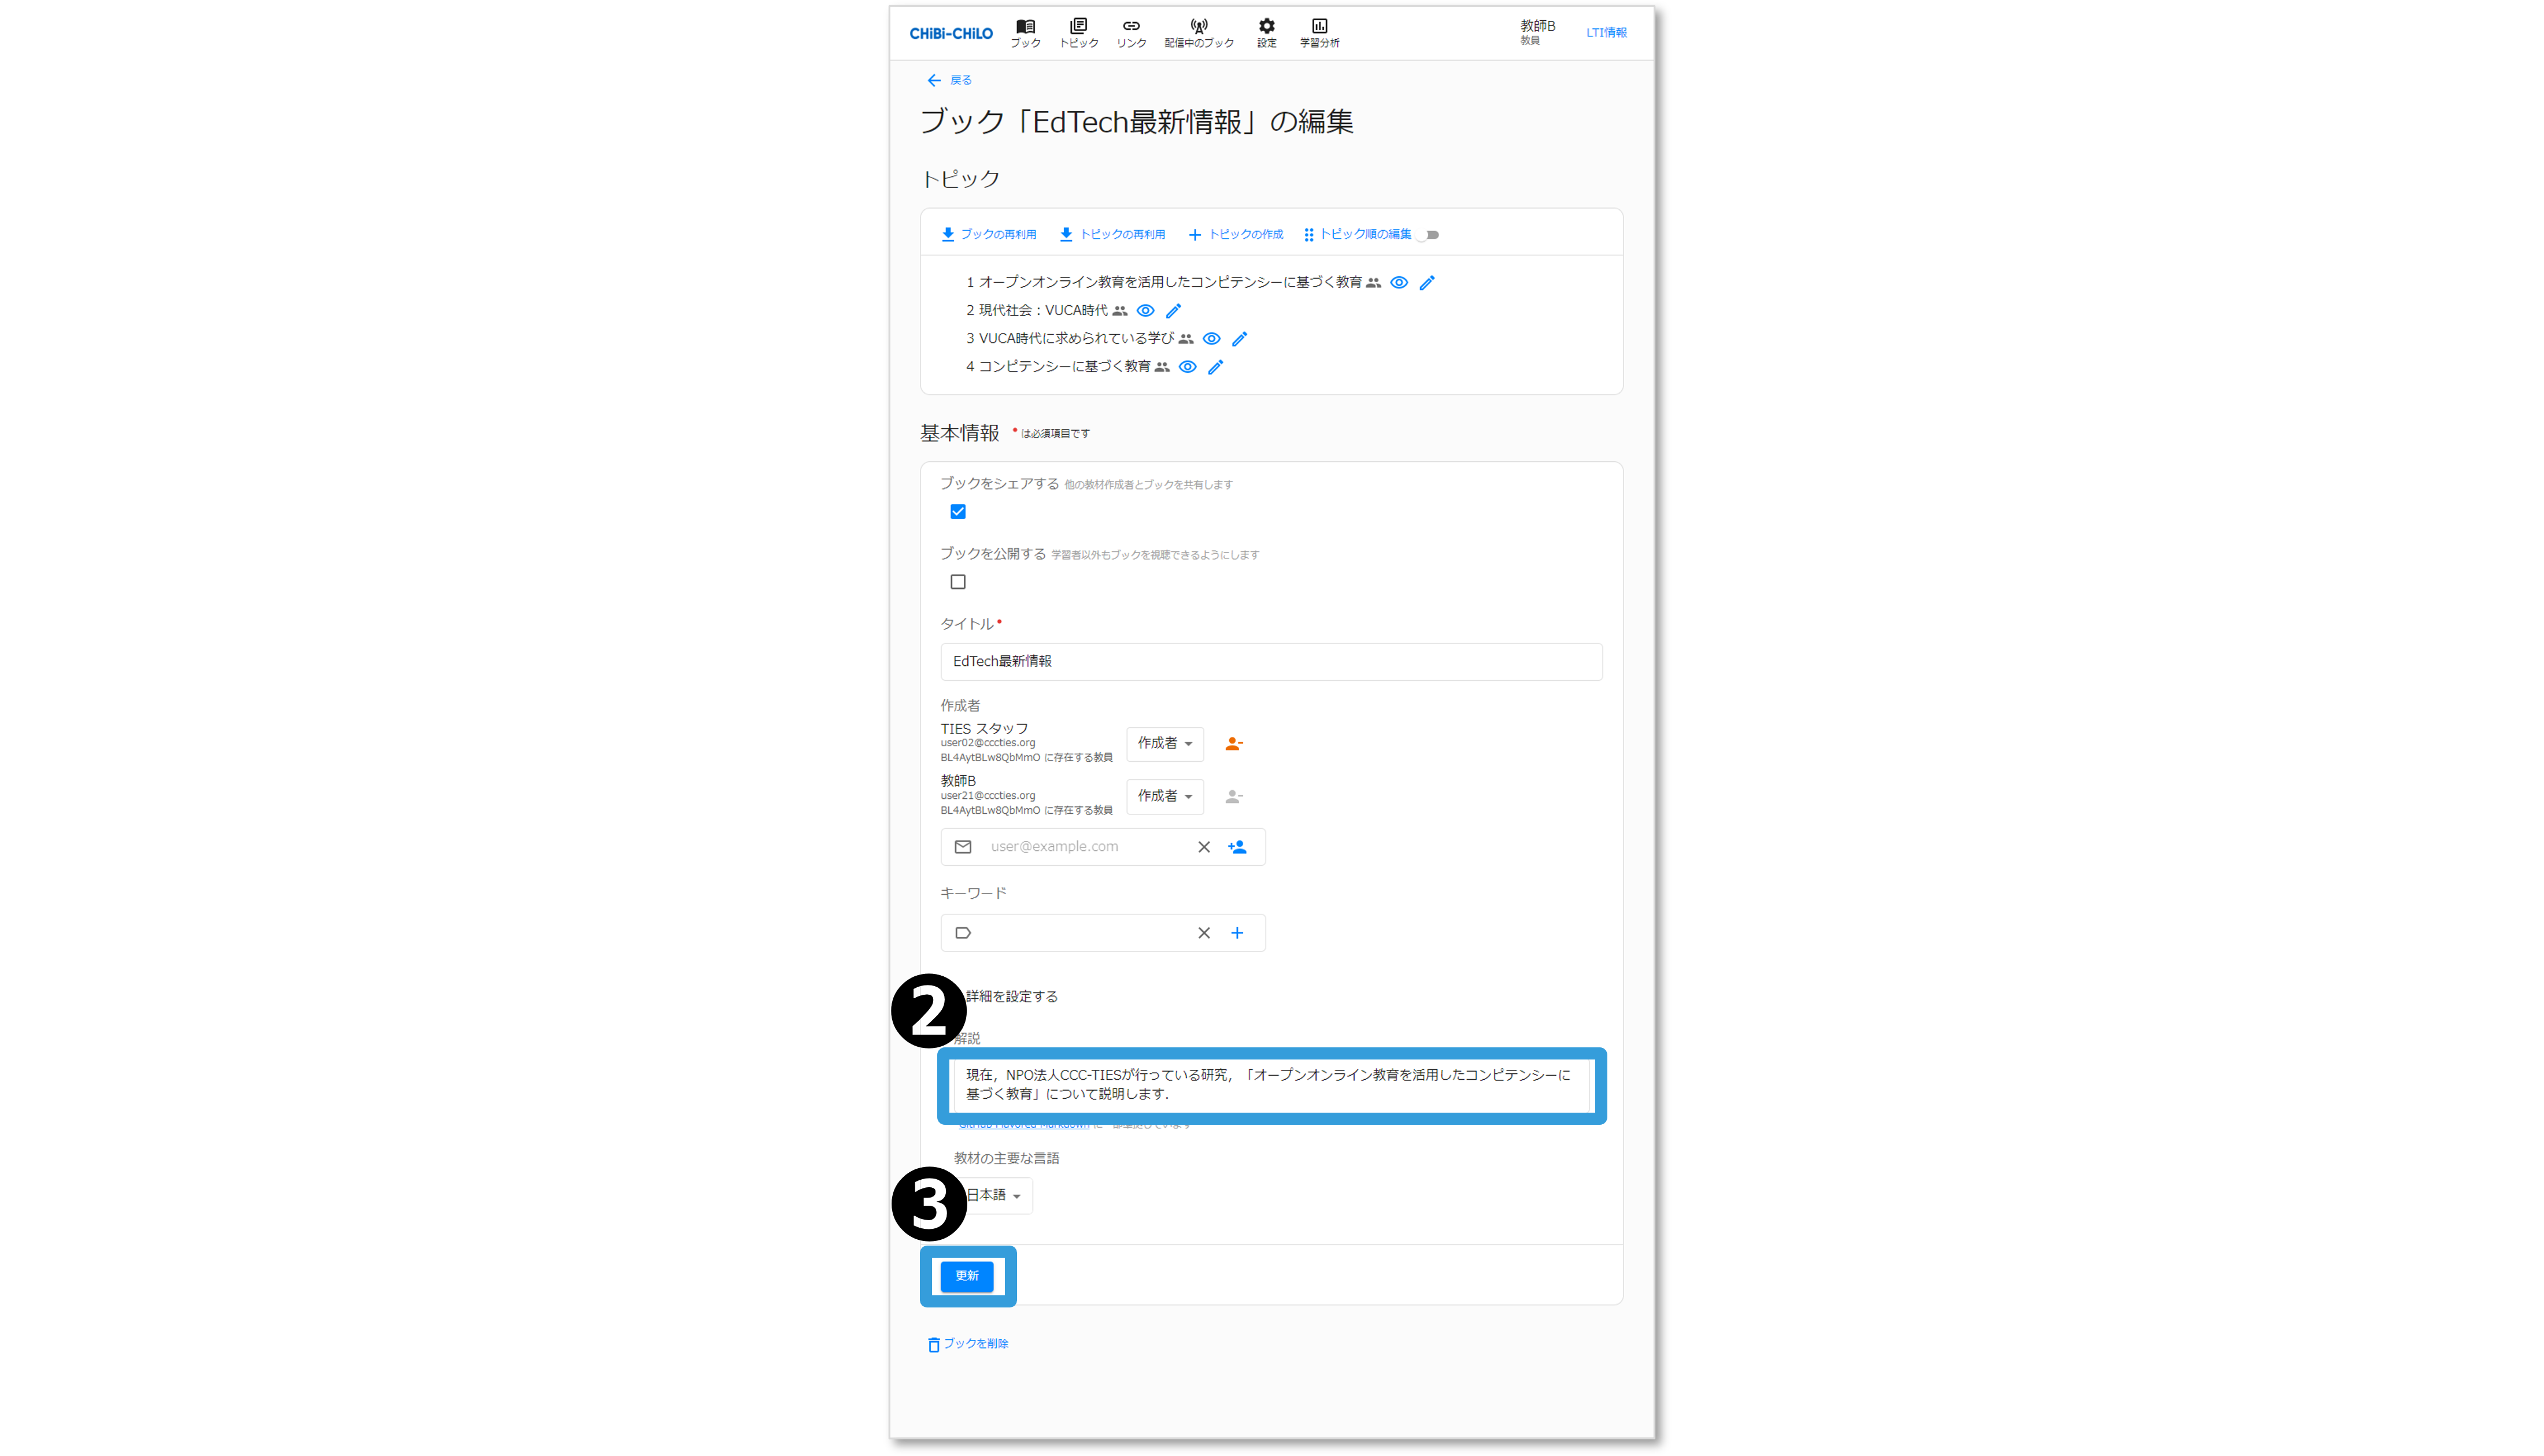 CHiBi-CHiLO
ブック
トピック
リンク
配信中のブック
設定
学習分析
教師B
教員
LTI情報
戻る
ブック「EdTech最新情報」の編集
トピック
ブックの再利用
トピックの再利用
トピックの作成
トピック順の編集
1 オープンオンライン教育を活用したコンピテンシーに基づく教育
2 現代社会：VUCA時代
3 VUCA時代に求められている学び
4 コンピテンシーに基づく教育
基本情報 * は必須項目です
ブックをシェアする 他の教材作成者とブックを共有します
ブックを公開する 学習者以外もブックを視聴できるようにします
タイトル*
EdTech最新情報
作成者
TIES スタッフ
user02@cccties.org
BL4AytBLw8QbMmO に存在する教員
作成者
教師B
user21@cccties.org
BL4AytBLw8QbMmO に存在する教員
作成者
user@example.com
キーワード
2
詳細を設定する
解説
現在，NPO法人CCC-TIESが行っている研究，「オープンオンライン教育を活用したコンピテンシーに
基づく教育」について説明します．
GitHub Flavored Markdown に一部準拠しています
教材の主要な言語
3
日本語
更新
ブックを削除